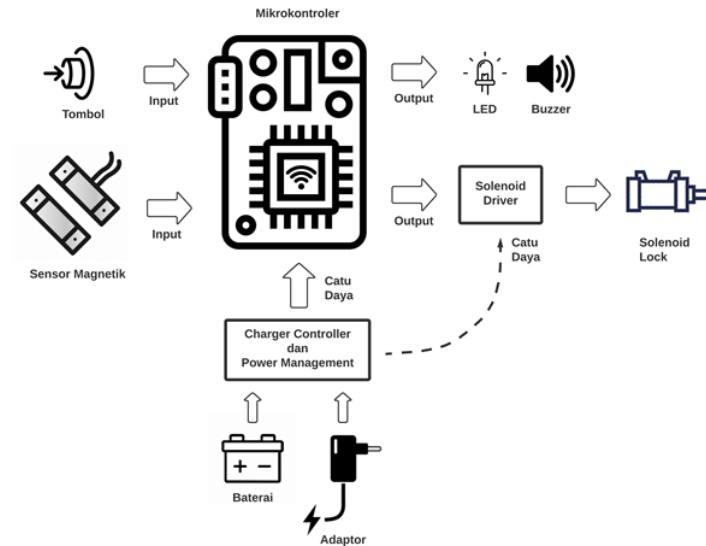 Mikrokontroler
Tombol
Input
Output
LED
Buzzer
Sensor Magnetik
Input
Output
Solenoid
Driver
Solenoid
Lock
Catu
Daya
Catu
Daya
Charger Controller
dan
Power Management
Baterai
Adaptor